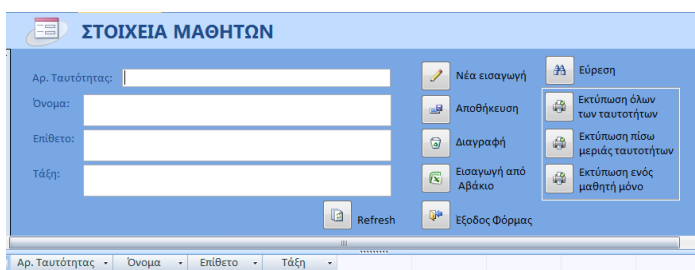 ΣΤΟΙΧΕΙΑ ΜΑΘΗΤΩΝ
Αρ. Ταυτότητας:
Όνομα:
Επίθετο:
Τάξη:
Refresh
Νέα εισαγωγή
Αποθήκευση
Διαγραφή
Εισαγωγή από
Αβάκιο
Έξοδος Φόρμας
Εύρεση
Εκτύπωση όλων
των ταυτοτήτων
Εκτύπωση πίσω
μεριάς ταυτοτήτων
Εκτύπωση ενός
μαθητή μόνο
Αρ. Ταυτότητας Όνομα Επίθετο Τάξη